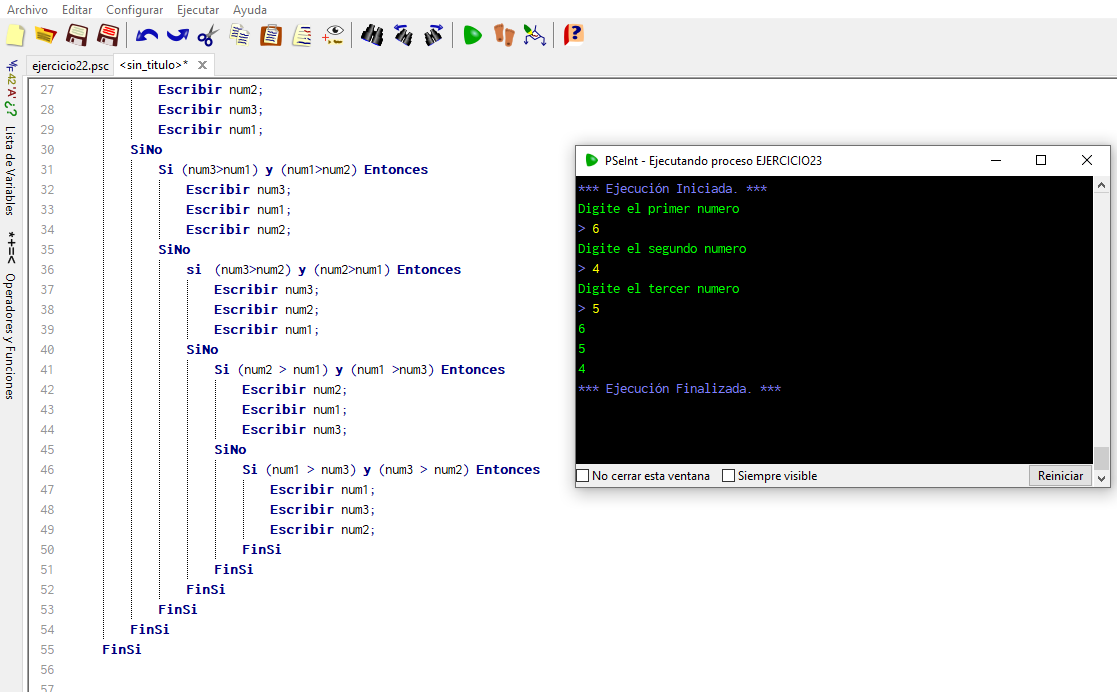 Archivo Editar Configurar Ejecutar Ayuda
ejercicio22.psc <sin_titulo>*
42 'A' ¿?
Lista de Variables
*+=<
Operadores y Funciones
27 Escribir num2;
28 Escribir num3;
29 Escribir num1;
30 SiNo
31 Si (num3>num1) y (num1>num2) Entonces
32 Escribir num3;
33 Escribir num1;
34 Escribir num2;
35 SiNo
36 si (num3>num2) y (num2>num1) Entonces
37 Escribir num3;
38 Escribir num2;
39 Escribir num1;
40 SiNo
41 Si (num2 > num1) y (num1 >num3) Entonces
42 Escribir num2;
43 Escribir num1;
44 Escribir num3;
45 SiNo
46 Si (num1 > num3) y (num3 > num2) Entonces
47 Escribir num1;
48 Escribir num3;
49 Escribir num2;
50 FinSi
51 FinSi
52 FinSi
53 FinSi
54 FinSi
55 FinSi
56
57
PSeInt - Ejecutando proceso EJERCICIO23
*** Ejecución Iniciada. ***
Digite el primer numero
> 6
Digite el segundo numero
> 4
Digite el tercer numero
> 5
6
5
4
*** Ejecución Finalizada. ***
No cerrar esta ventana Siempre visible Reiniciar